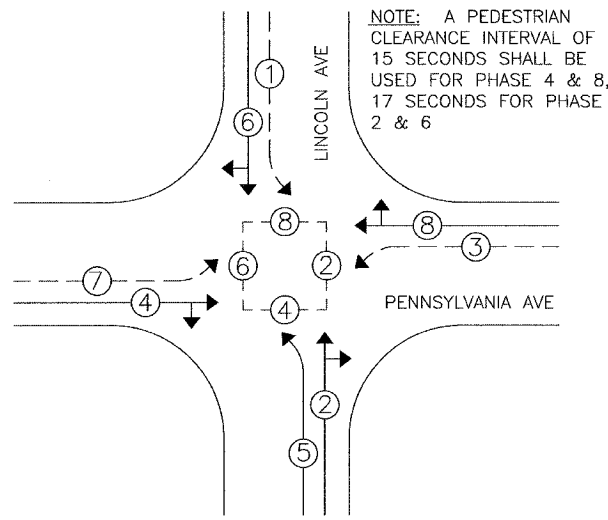 NOTE: A PEDESTRIAN
CLEARANCE INTERVAL OF
15 SECONDS SHALL BE
USED FOR PHASE 4 & 8,
17 SECONDS FOR PHASE
2 & 6
LINCOLN AVE
1
6
8
8
3
6
2
7
4
4
PENNSYLVANIA AVE
2
5